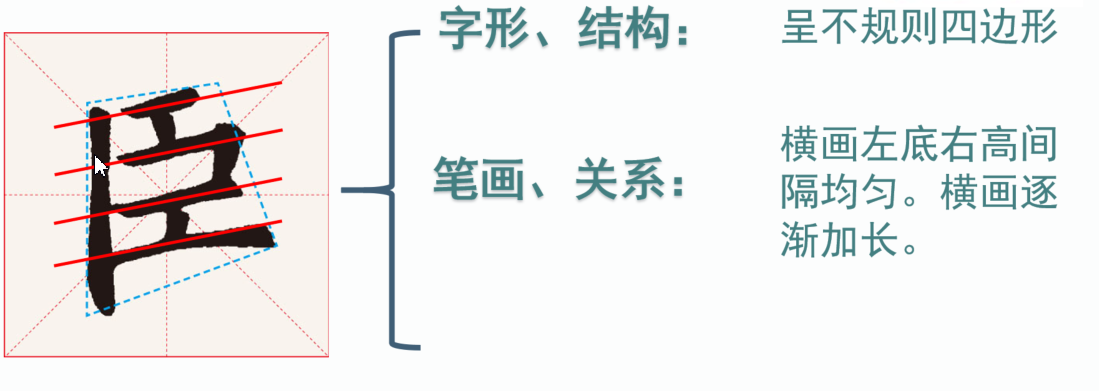 臣
字形、结构：
呈不规则四边形
笔画、关系：
横画左底右高间
隔均匀。横画逐
渐加长。